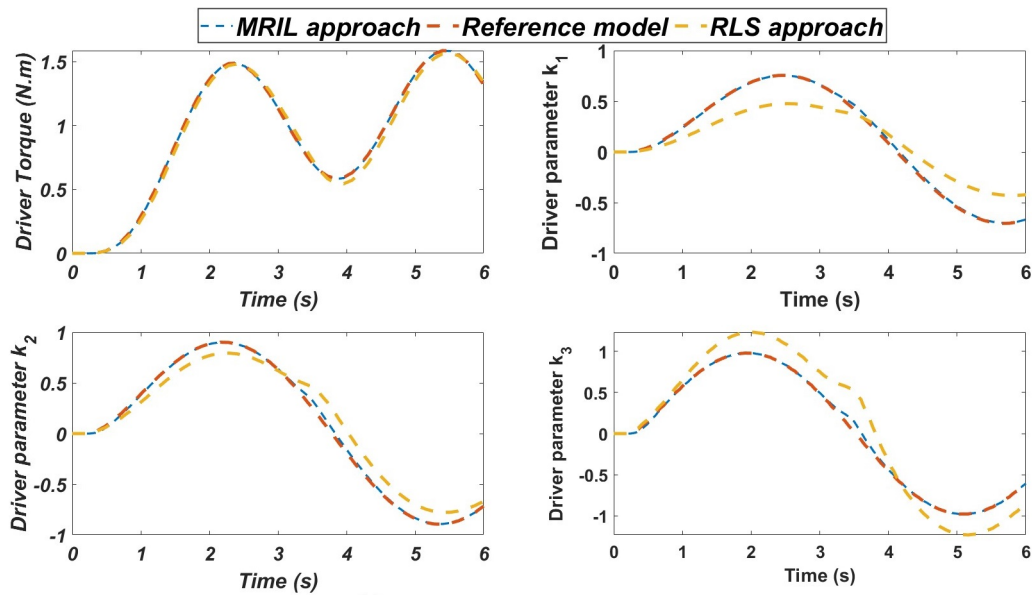 MRIL approach Reference model RLS approach
Driver Torque (N.m)
1.5
1
0.5
0
0 1 2 3 4 5 6
Time (s)
Driver parameter k1
1
0.5
0
-0.5
-1
0 1 2 3 4 5 6
Time (s)
Driver parameter k2
1
0.5
0
-0.5
-1
0 1 2 3 4 5 6
Time (s)
Driver parameter k3
1
0.5
0
-0.5
-1
0 1 2 3 4 5 6
Time (s)